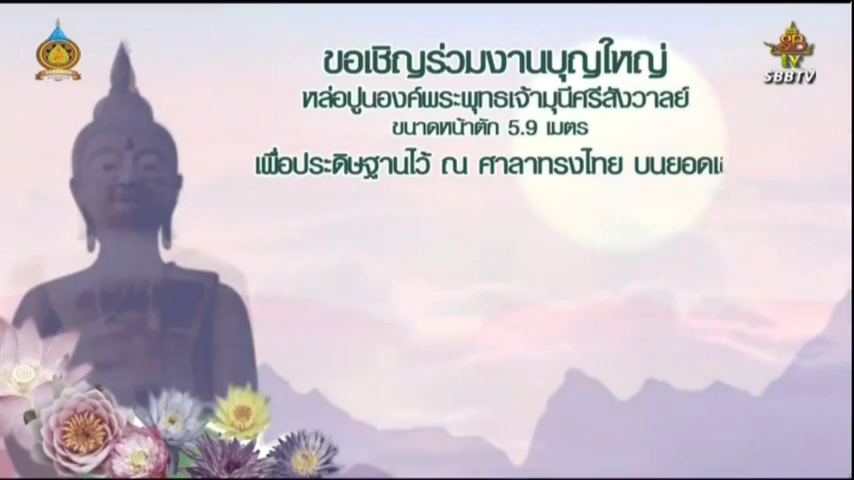 ขอเชิญร่วมงานบุญใหญ่
หล่อปูนองค์พระพุทธเจ้ามุนีศรีสังวาลย์
ขนาดหน้าตัก 5.9 เมตร
เพื่อประดิษฐานไว้ ณ ศาลาทรงไทย บนยอดเ
SBTV
SBBTV